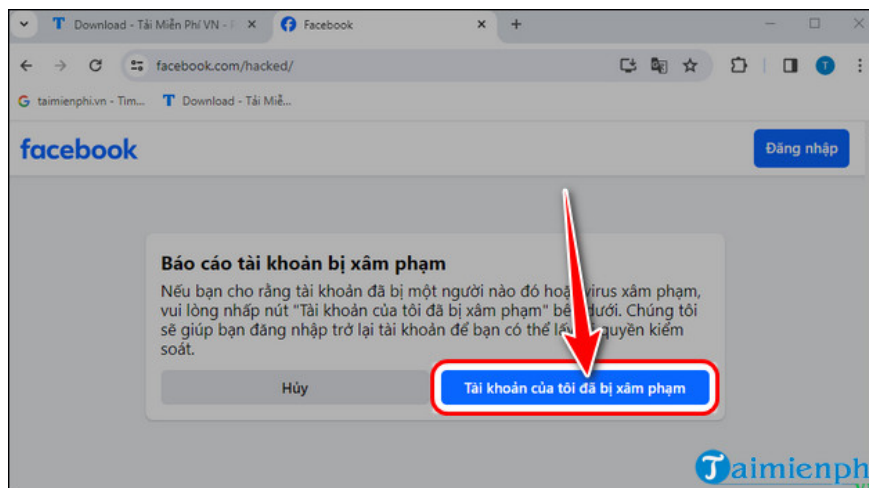 Download - Tải Miễn Phí VN - F
Facebook
facebook.com/hacked/
taimienphi.vn - Tìm...
Download - Tải Miễ...
facebook
Đăng nhập
Báo cáo tài khoản bị xâm phạm
Nếu bạn cho rằng tài khoản đã bị một người nào đó hoặc virus xâm phạm,
vui lòng nhấp nút "Tài khoản của tôi đã bị xâm phạm" bên dưới. Chúng tôi
sẽ giúp bạn đăng nhập trở lại tài khoản để bạn có thể lấy quyền kiểm
soát.
Hủy
Tài khoản của tôi đã bị xâm phạm
Taimienph